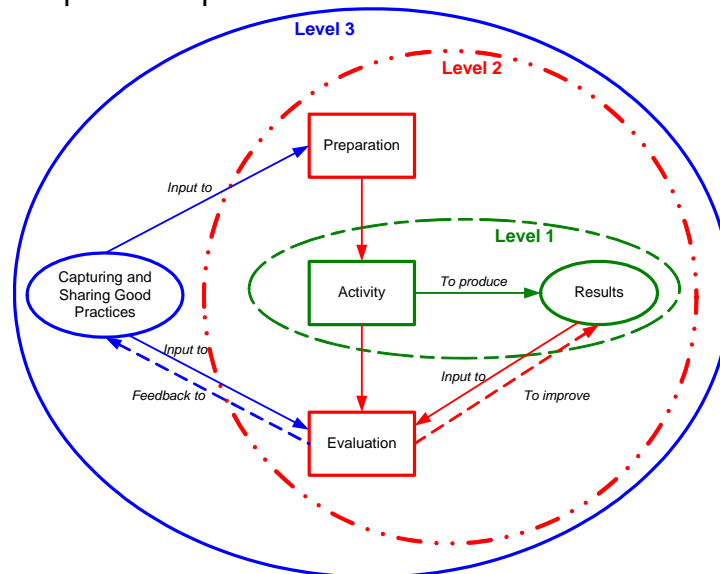 Level 3
Level 2
Preparation
Input to
Level 1
To produce
Capturing and
Sharing Good
Practices
Activity
Results
Input to
Input to
Feedback to
To improve
Evaluation